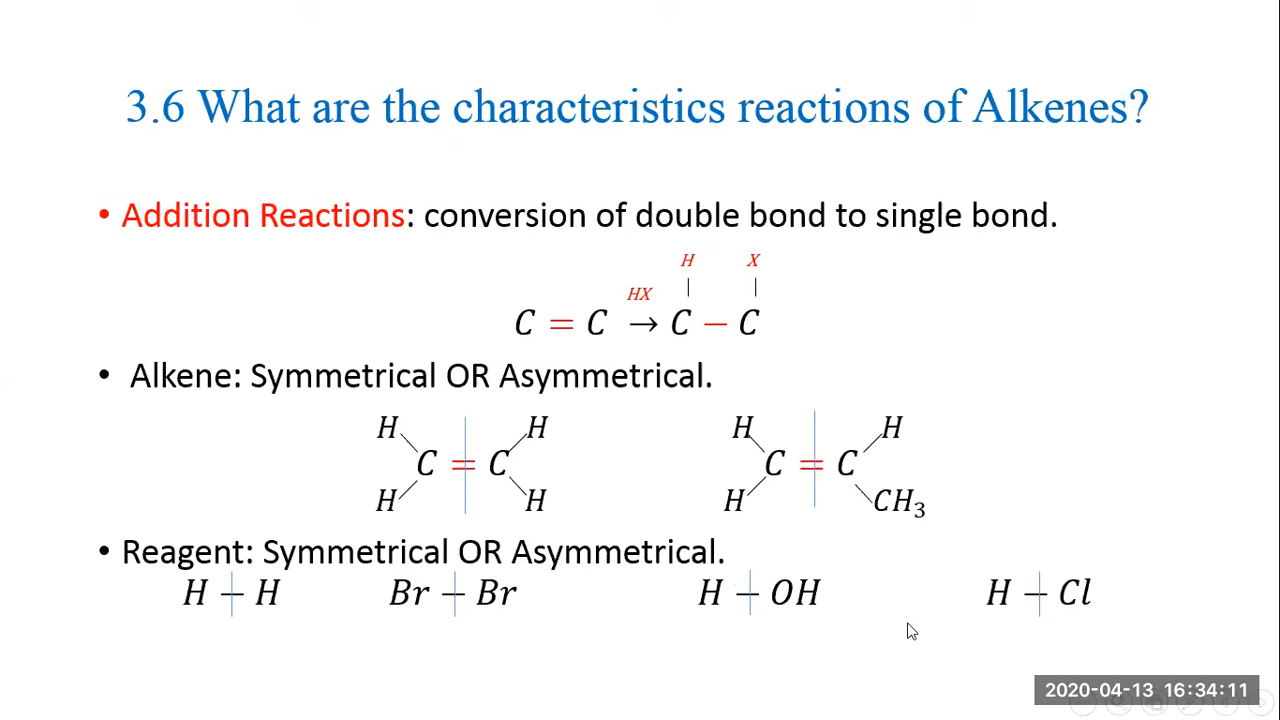 3.6 What are the characteristics reactions of Alkenes?
• Addition Reactions: conversion of double bond to single bond.
H X
HX
C = C → C − C
• Alkene: Symmetrical OR Asymmetrical.
H H H H
C = C C = C
H H H CH₃
• Reagent: Symmetrical OR Asymmetrical.
H − H Br − Br H − OH H − Cl
2020-04-13 16:34:11